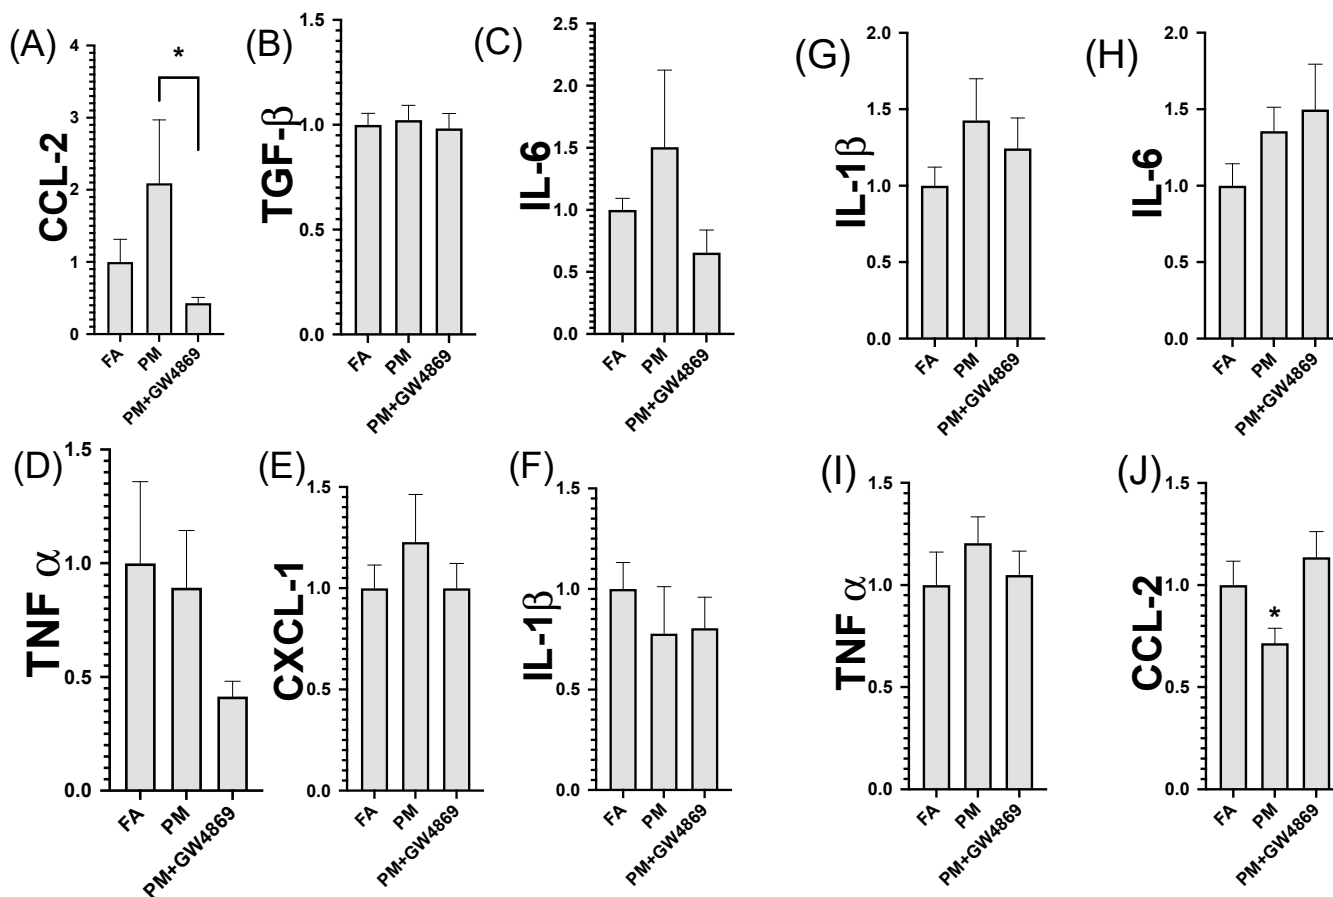 (A)
CCL-2
4
3
2
1
0
*
FA
PM
PM+GW4869
(B)
TGF-β
1.5
1.0
0.5
0.0
FA
PM
PM+GW4869
(C)
IL-6
2.5
2.0
1.5
1.0
0.5
0.0
FA
PM
PM+GW4869
(G)
IL-1β
2.0
1.5
1.0
0.5
0.0
FA
PM
PM+GW4869
(H)
IL-6
2.0
1.5
1.0
0.5
0.0
FA
PM
PM+GW4869
(D)
TNF α
1.5
1.0
0.5
0.0
FA
PM
PM+GW4869
(E)
CXCL-1
1.5
1.0
0.5
0.0
FA
PM
PM+GW4869
(F)
IL-1β
1.5
1.0
0.5
0.0
FA
PM
PM+GW4869
(I)
TNF α
1.5
1.0
0.5
0.0
FA
PM
PM+GW4869
(J)
CCL-2
1.5
1.0
0.5
0.0
*
FA
PM
PM+GW4869